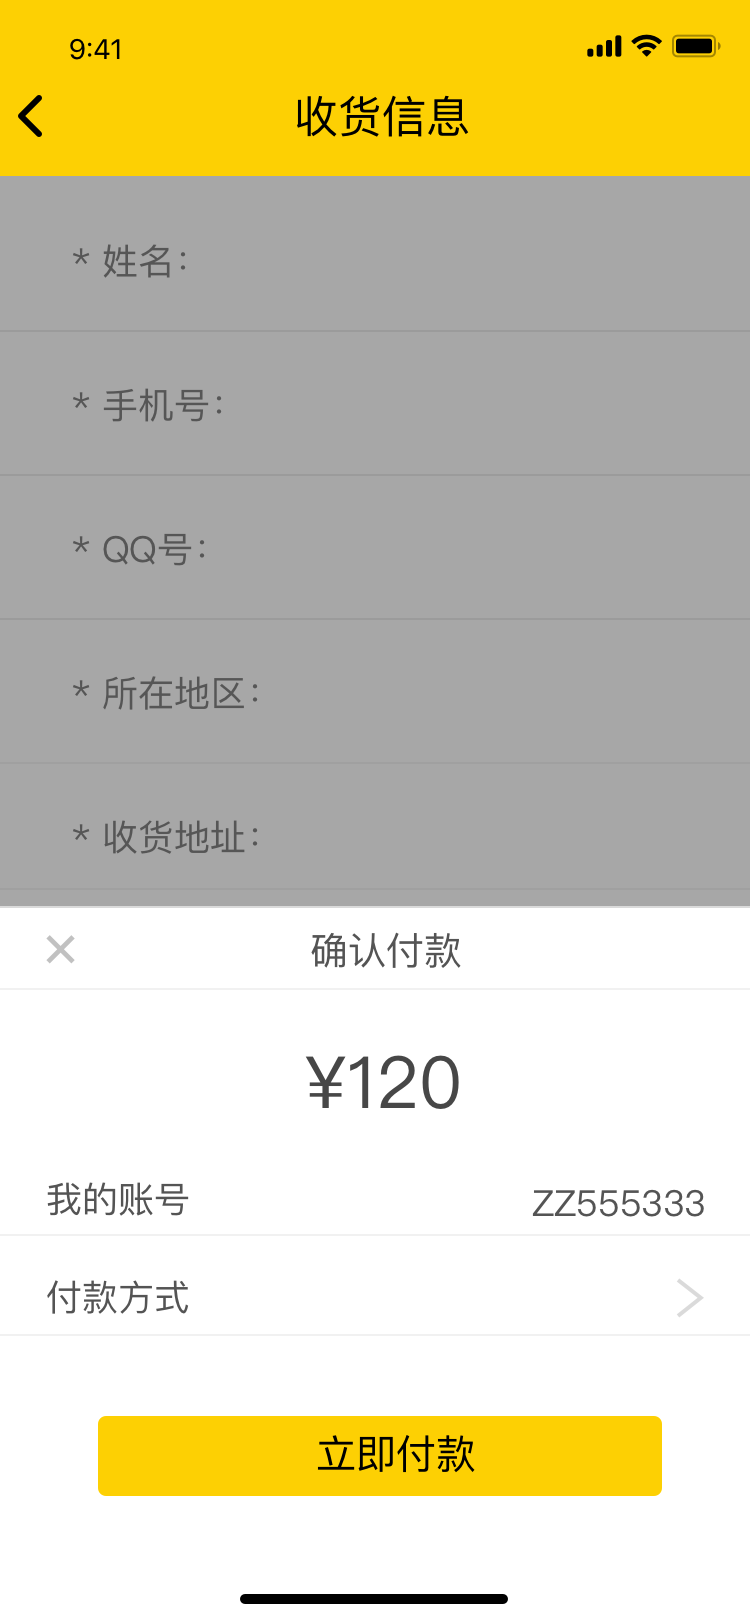 9:41
收货信息
* 姓名：
* 手机号：
* QQ号：
* 所在地区：
* 收货地址：
确认付款
¥120
我的账号 ZZ555333
付款方式
立即付款